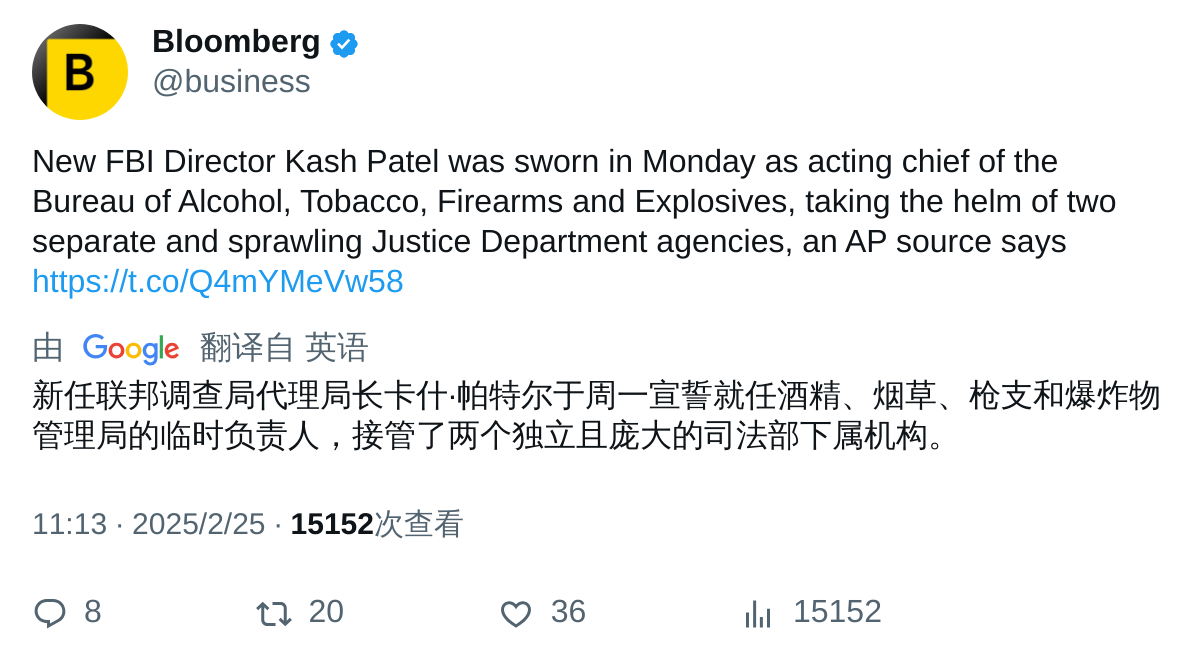 B
Bloomberg
@business
New FBI Director Kash Patel was sworn in Monday as acting chief of the
Bureau of Alcohol, Tobacco, Firearms and Explosives, taking the helm of two
separate and sprawling Justice Department agencies, an AP source says
https://t.co/Q4mYMeVw58
由 Google 翻译自 英语
新任联邦调查局代理局长卡什·帕特尔于周一宣誓就任酒精、烟草、枪支和爆炸物
管理局的临时负责人，接管了两个独立且庞大的司法部下属机构。
11:13 · 2025/2/25 · 15152次查看
8 20 36 15152